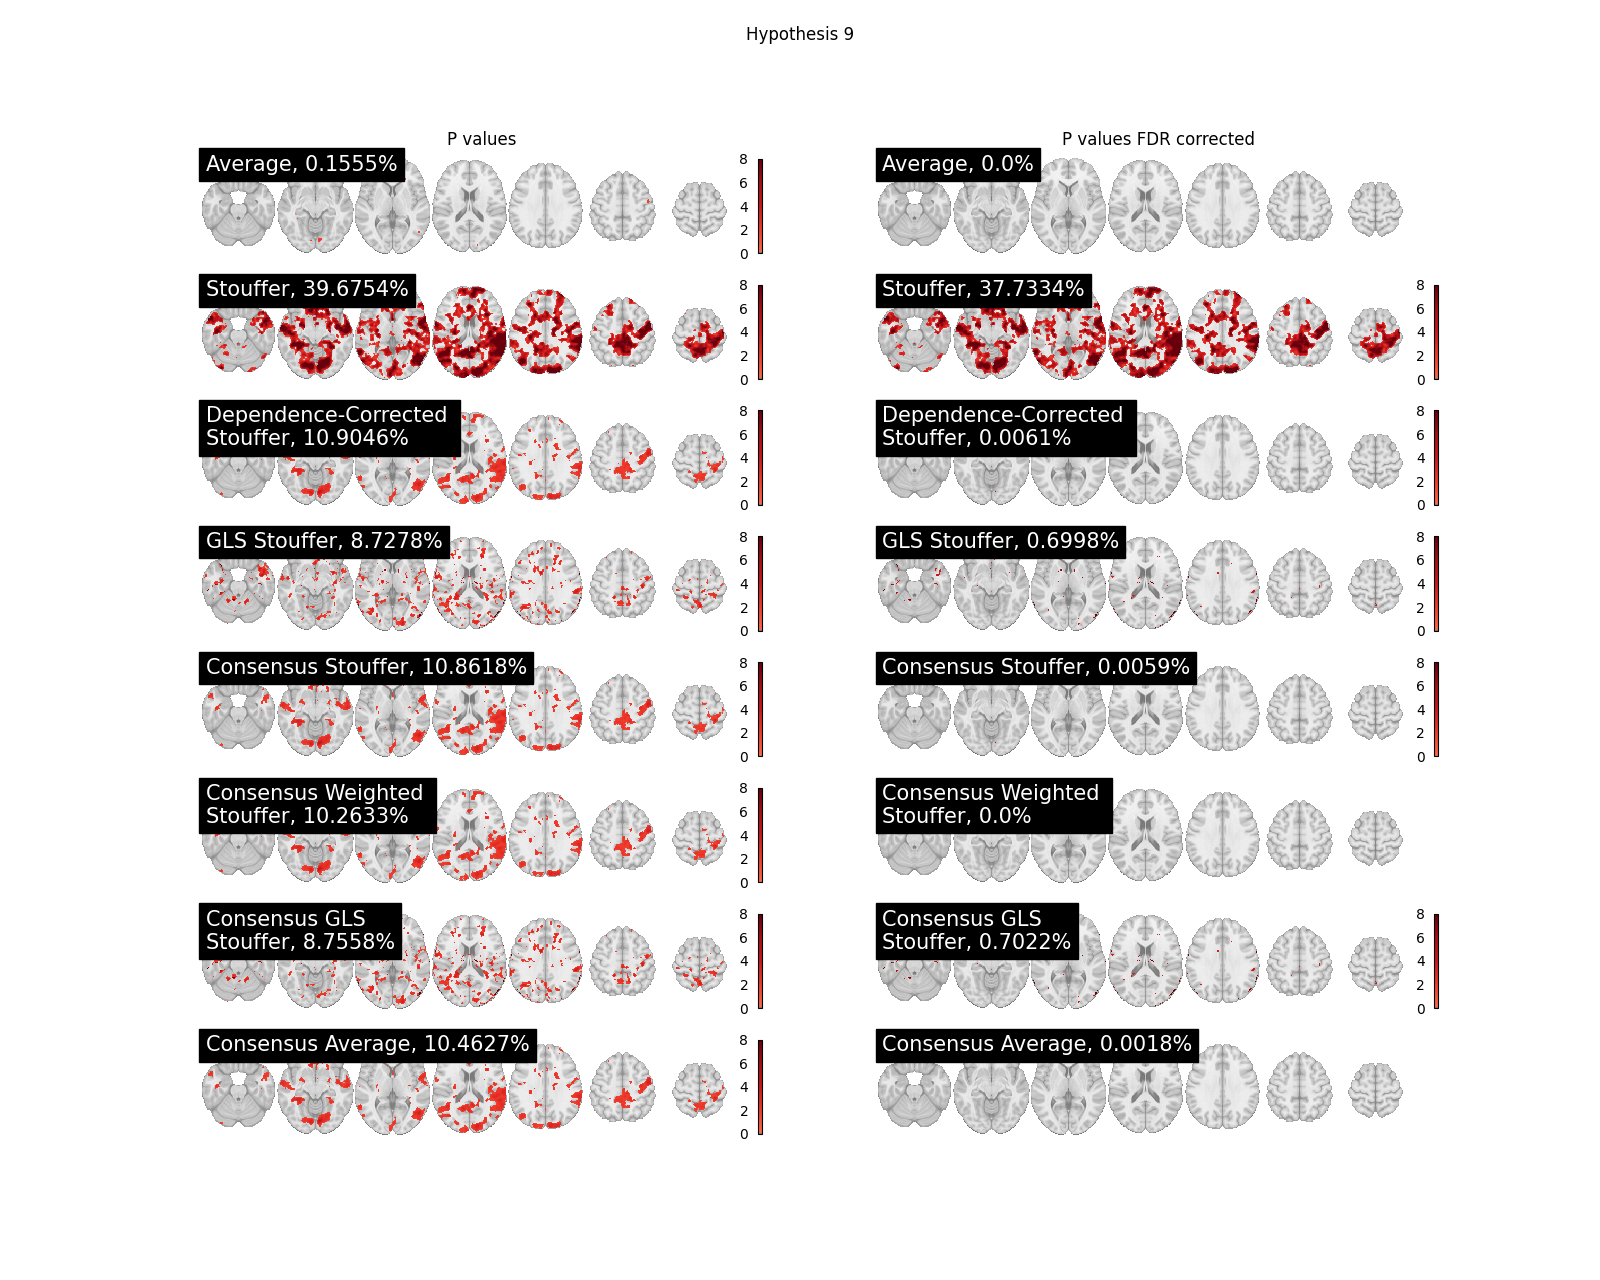 Hypothesis 9
P values
P values FDR corrected
Average, 0.1555%
8
6
4
2
0
Average, 0.0%
Stouffer, 39.6754%
8
6
4
2
0
Stouffer, 37.7334%
8
6
4
2
0
Dependence-Corrected
Stouffer, 10.9046%
8
6
4
2
0
Dependence-Corrected
Stouffer, 0.0061%
8
6
4
2
0
GLS Stouffer, 8.7278%
8
6
4
2
0
GLS Stouffer, 0.6998%
8
6
4
2
0
Consensus Stouffer, 10.8618%
8
6
4
2
0
Consensus Stouffer, 0.0059%
8
6
4
2
0
Consensus Weighted
Stouffer, 10.2633%
8
6
4
2
0
Consensus Weighted
Stouffer, 0.0%
Consensus GLS
Stouffer, 8.7558%
8
6
4
2
0
Consensus GLS
Stouffer, 0.7022%
8
6
4
2
0
Consensus Average, 10.4627%
8
6
4
2
0
Consensus Average, 0.0018%